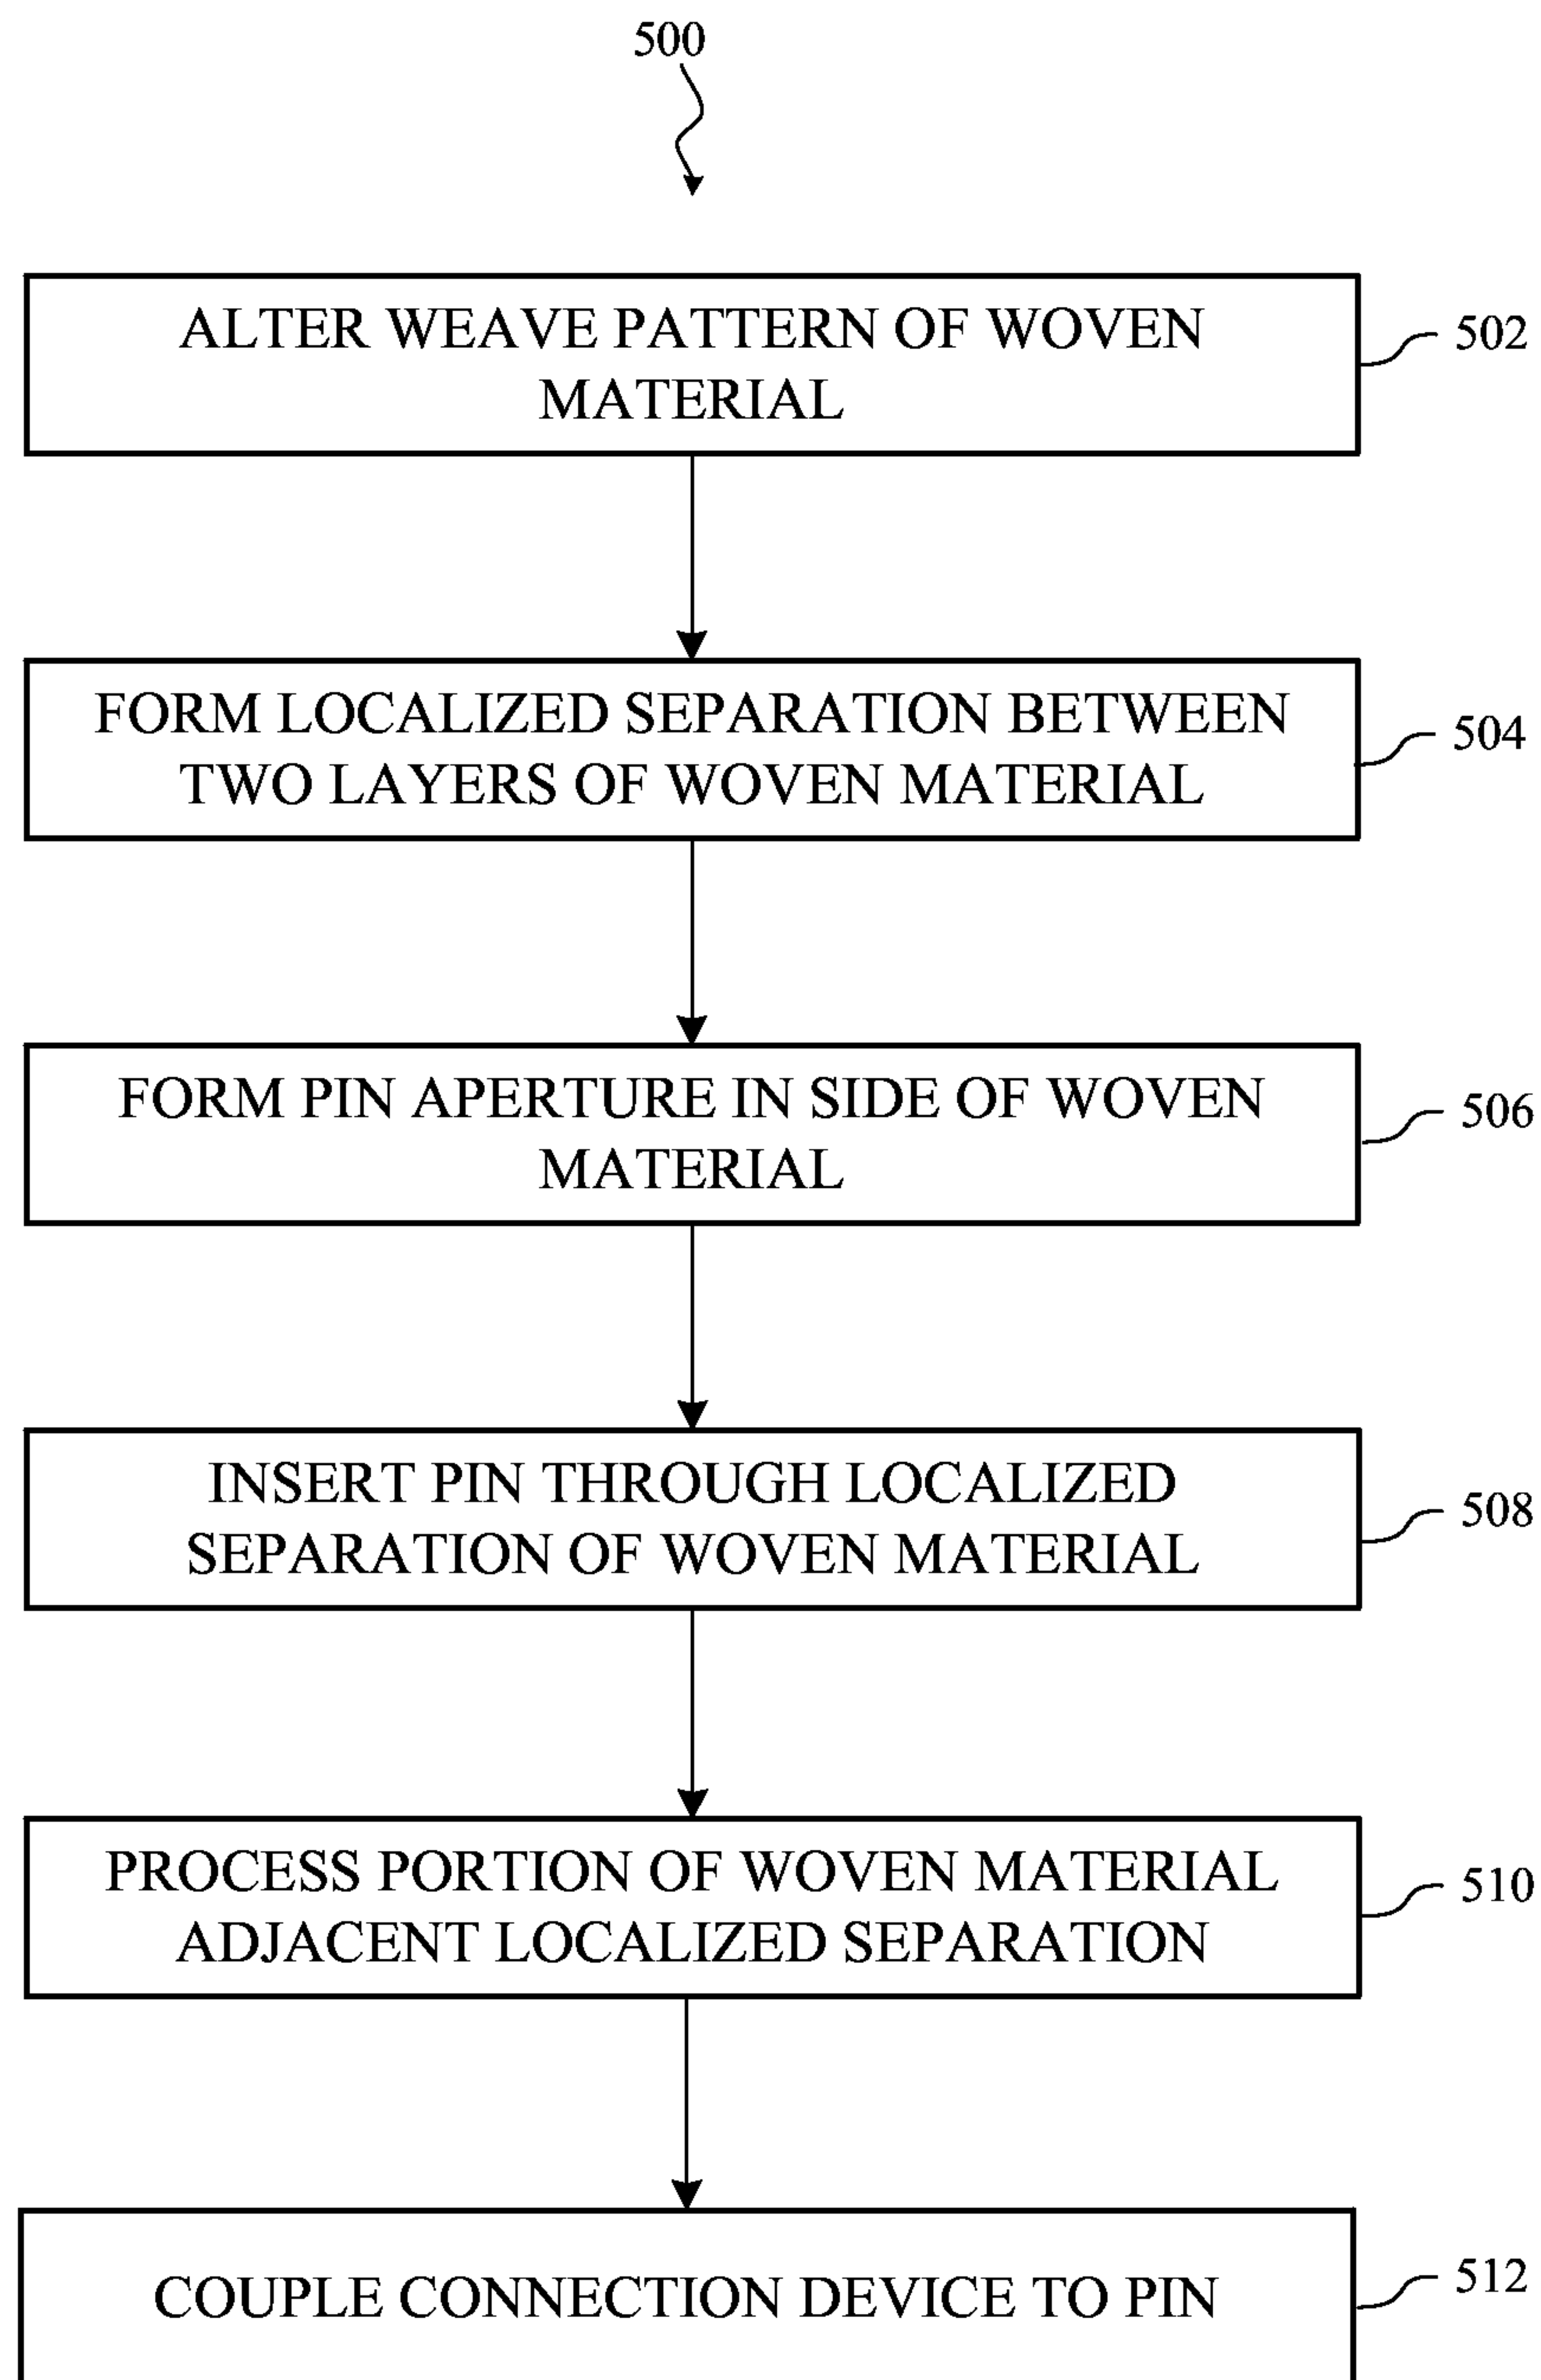 500
ALTER WEAVE PATTERN OF WOVEN
MATERIAL
502
FORM LOCALIZED SEPARATION BETWEEN
TWO LAYERS OF WOVEN MATERIAL
504
FORM PIN APERTURE IN SIDE OF WOVEN
MATERIAL
506
INSERT PIN THROUGH LOCALIZED
SEPARATION OF WOVEN MATERIAL
508
PROCESS PORTION OF WOVEN MATERIAL
ADJACENT LOCALIZED SEPARATION
510
COUPLE CONNECTION DEVICE TO PIN
512